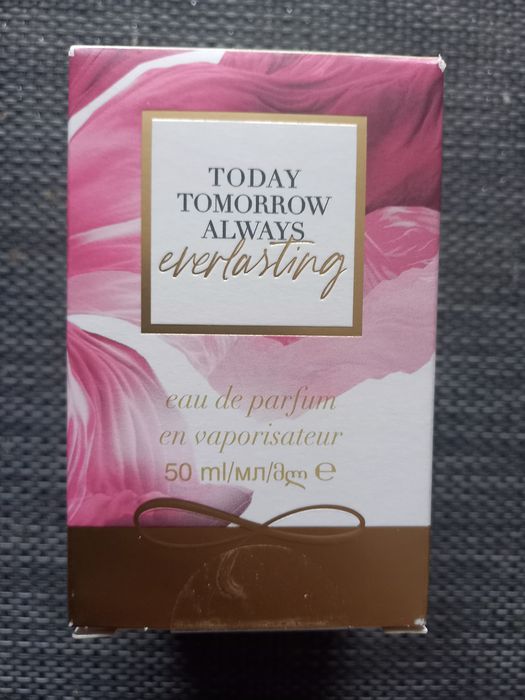 TODAY
TOMORROW
ALWAYS
everlasting
eau de parfum
en vaporisateur
50 ml/мл/მლ ℮